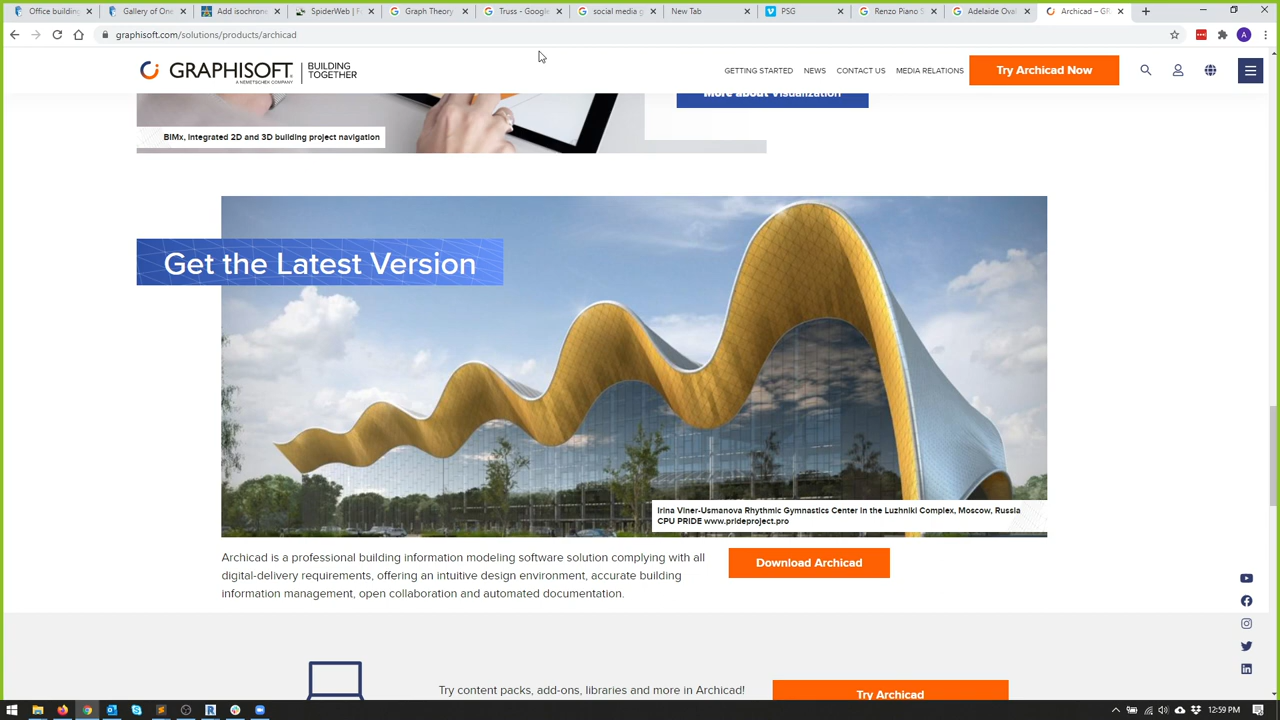 Office building
Gallery of One
Add isochrone
SpiderWeb | F
Graph Theory
Truss - Google
social media g
New Tab
PSG
Renzo Piano S
Adelaide Oval
Archicad – GR
graphisoft.com/solutions/products/archicad
A
GRAPHISOFT
A NEMETSCHEK COMPANY
BUILDING
TOGETHER
GETTING STARTED
NEWS
CONTACT US
MEDIA RELATIONS
Try Archicad Now
More about Visualization
BIMx, integrated 2D and 3D building project navigation
Get the Latest Version
Irina Viner-Usmanova Rhythmic Gymnastics Center in the Luzhniki Complex, Moscow, Russia
CPU PRIDE www.prideproject.pro
Archicad is a professional building information modeling software solution complying with all
digital-delivery requirements, offering an intuitive design environment, accurate building
information management, open collaboration and automated documentation.
Download Archicad
Try content packs, add-ons, libraries and more in Archicad!
Try Archicad
12:59 PM